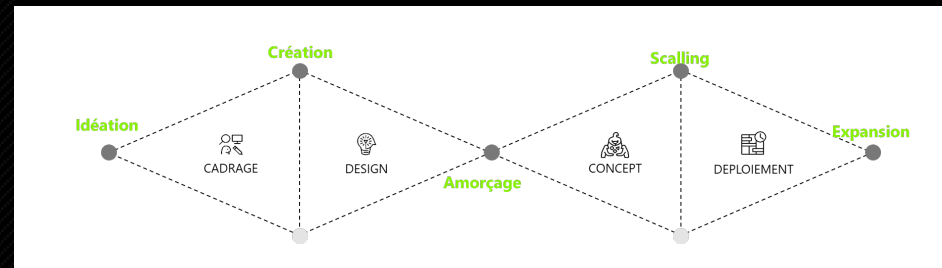 Création
Scalling
Idéation
Expansion
CADRAGE
DESIGN
CONCEPT
DEPLOIEMENT
Amorçage